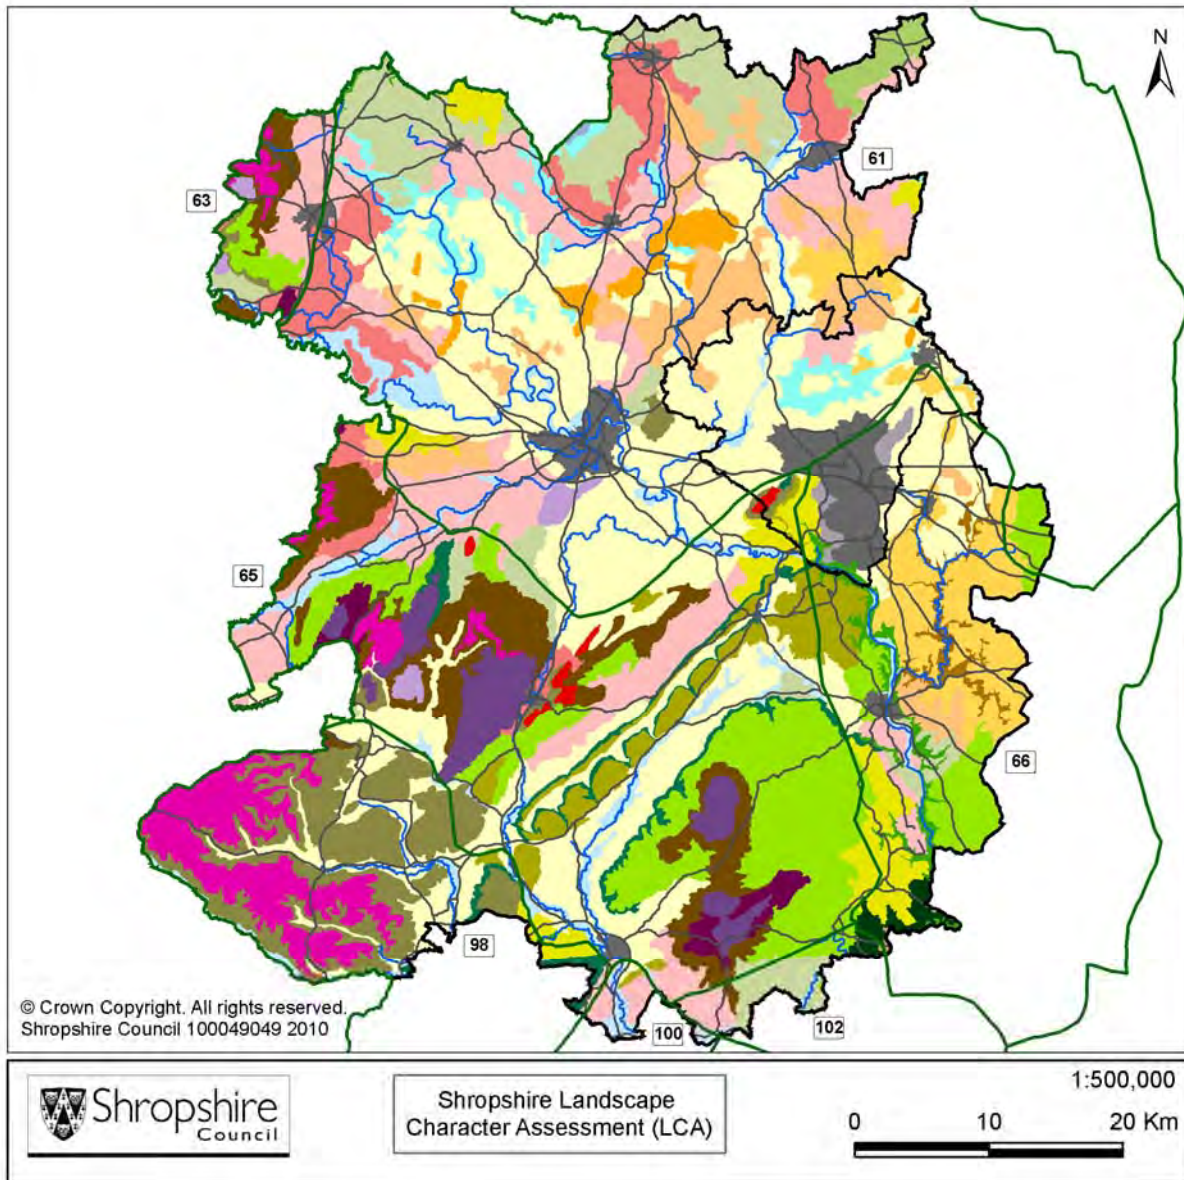 N
61
63
65
66
98
100
102
© Crown Copyright. All rights reserved.
Shropshire Council 100049049 2010
Shropshire
Council
Shropshire Landscape
Character Assessment (LCA)
1:500,000
0 10 20 Km